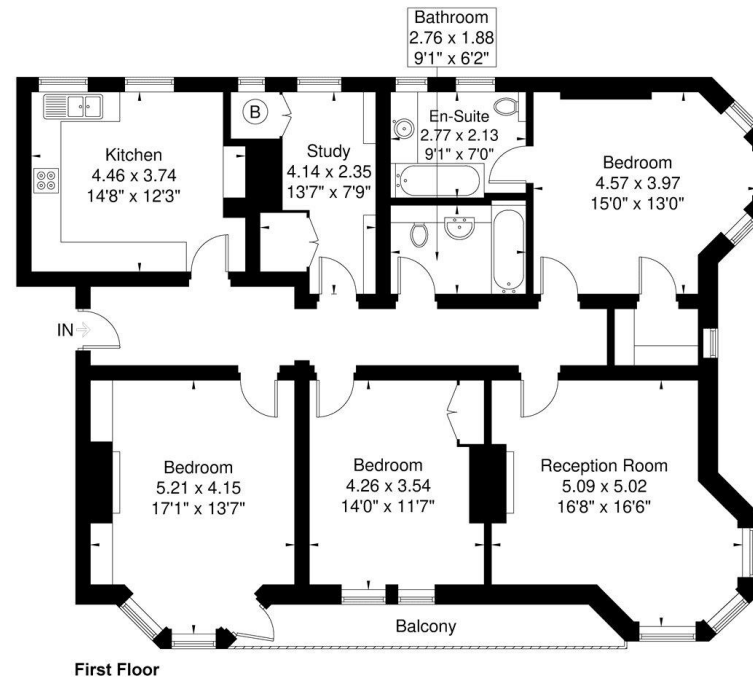 Bathroom
2.76 x 1.88
9'1" x 6'2"
Kitchen
4.46 x 3.74
14'8" x 12'3"
B
Study
4.14 x 2.35
13'7" x 7'9"
En-Suite
2.77 x 2.13
9'1" x 7'0"
Bedroom
4.57 x 3.97
15'0" x 13'0"
IN
Bedroom
5.21 x 4.15
17'1" x 13'7"
Bedroom
4.26 x 3.54
14'0" x 11'7"
Reception Room
5.09 x 5.02
16'8" x 16'6"
Balcony
First Floor